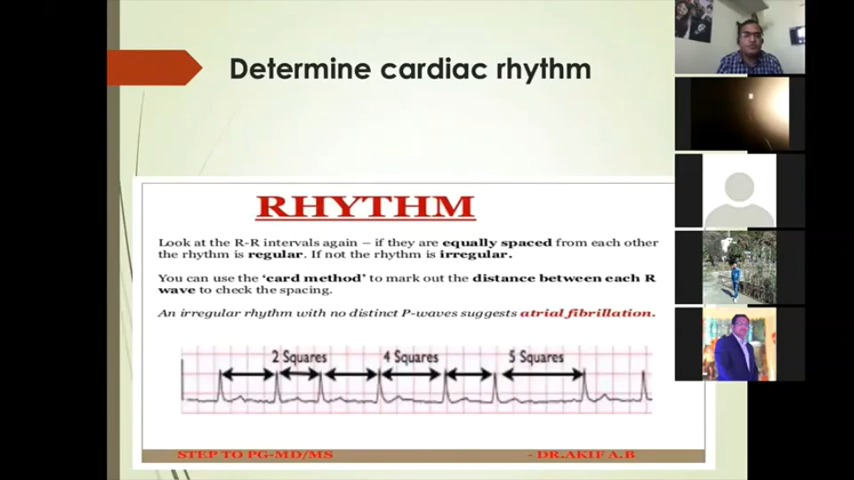 Determine cardiac rhythm
RHYTHM
Look at the R-R intervals again – if they are equally spaced from each other
the rhythm is regular. If not the rhythm is irregular.
You can use the ‘card method’ to mark out the distance between each R
wave to check the spacing.
An irregular rhythm with no distinct P-waves suggests atrial fibrillation.
2 Squares 4 Squares 5 Squares
STEP TO PG-MD/MS - DR.AKIF A.B